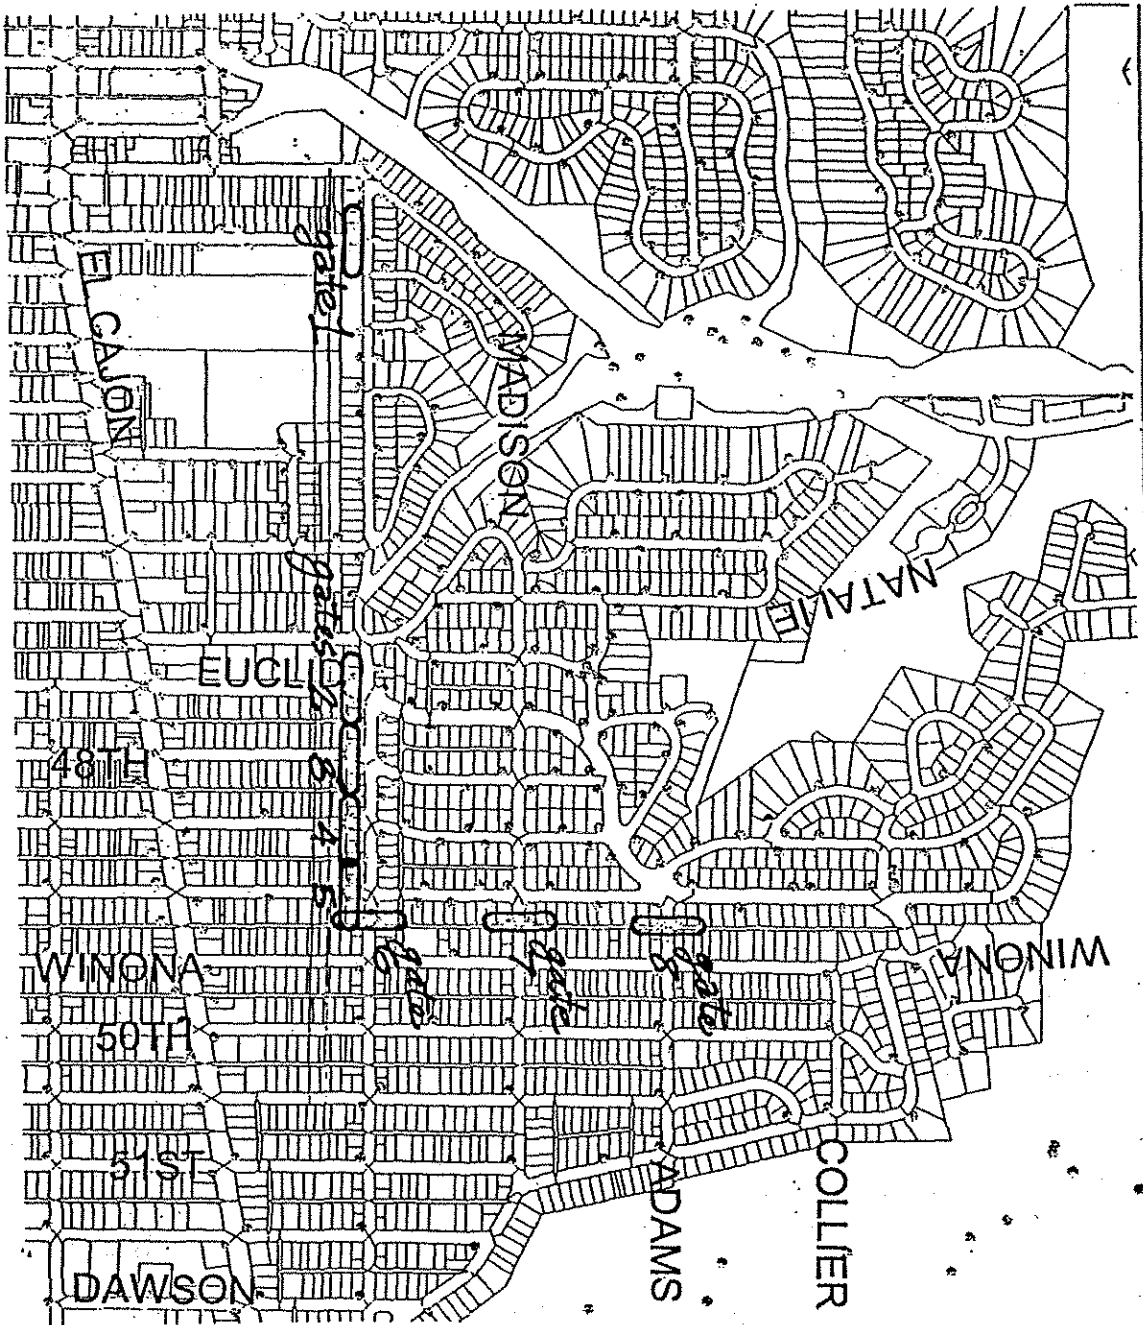 gate 1
EL CAJON
MADISON
NATALIE
gates 2 3 4 5
EUCLID
48TH
gate 6
gate 7
gate 8
WINONA
WINONA
50TH
51ST
ADAMS
COLLIER
DAWSON